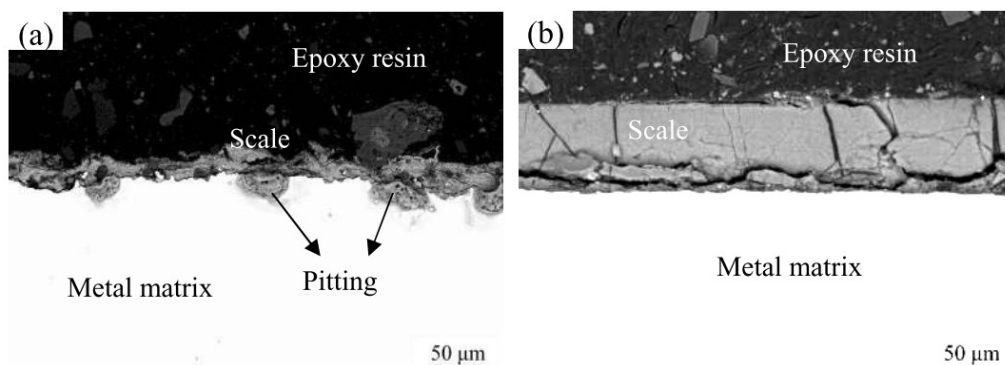 (a)
Epoxy resin
Scale
Pitting
Metal matrix
50 μm
(b)
Epoxy resin
Scale
Metal matrix
50 μm